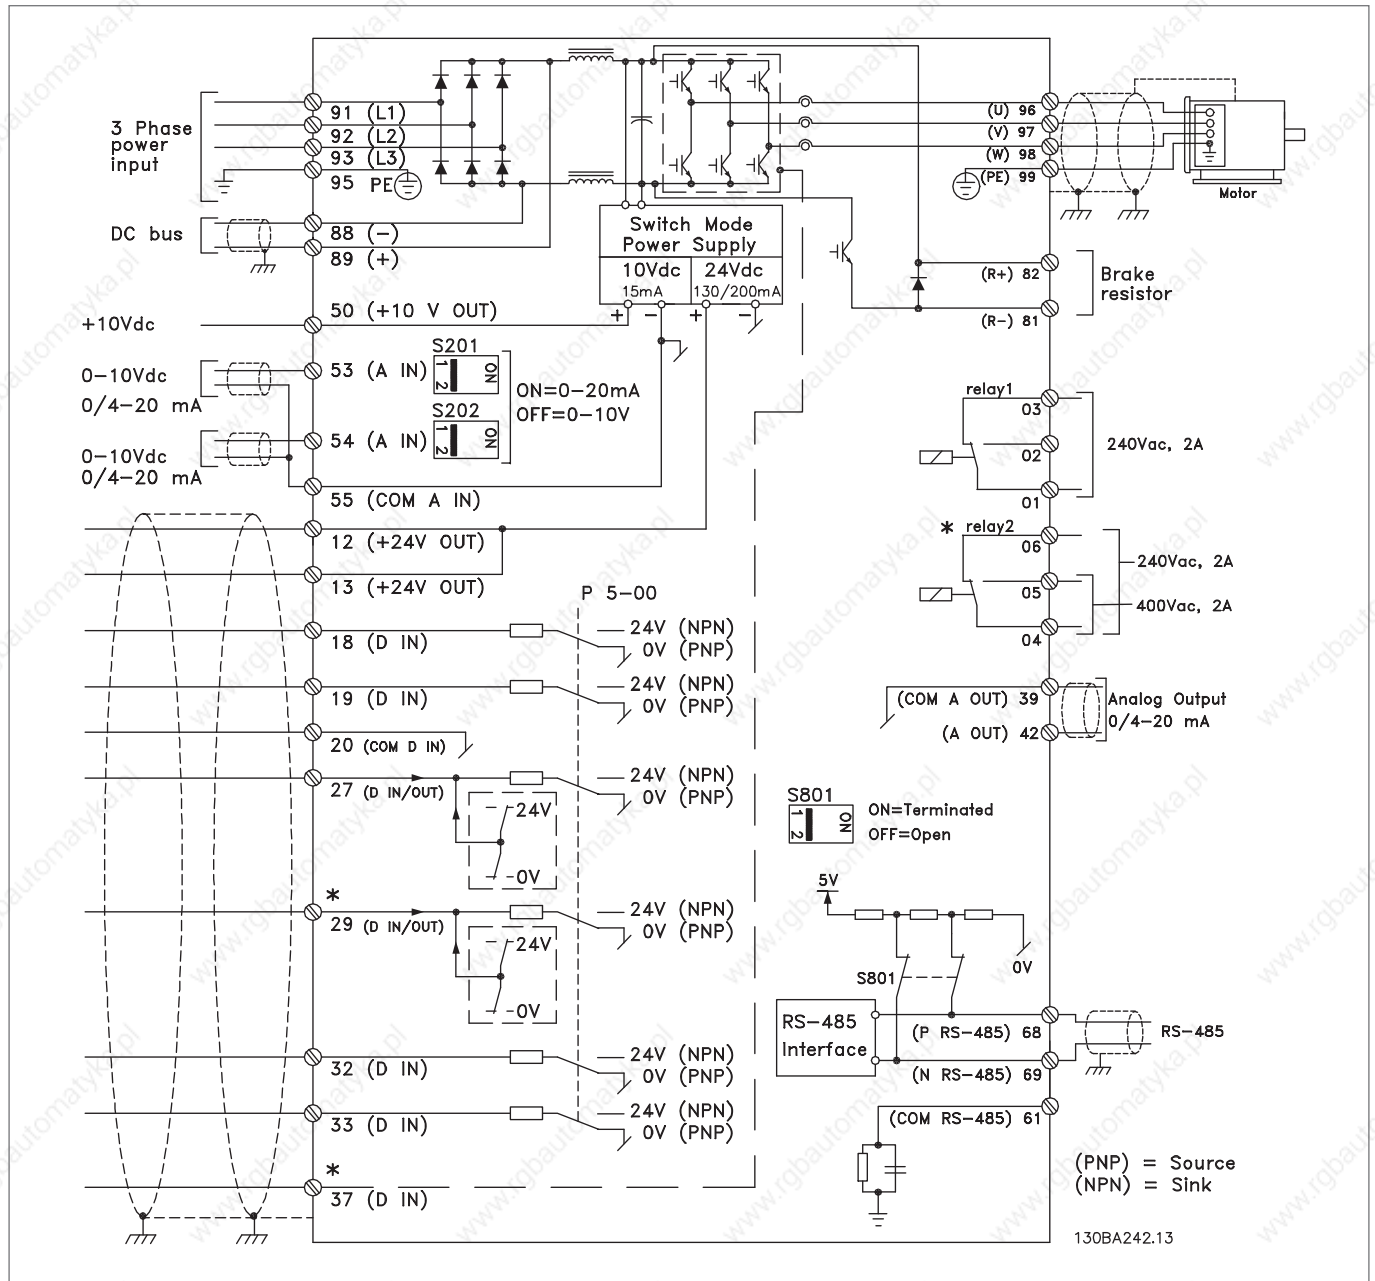 3 Phase
power
input
91 (L1)
92 (L2)
93 (L3)
95 PE
DC bus
88 (-)
89 (+)
+10Vdc
50 (+10 V OUT)
0-10Vdc
0/4-20 mA
53 (A IN)
S201
1 2
ON
ON=0-20mA
OFF=0-10V
S202
1 2
ON
0-10Vdc
0/4-20 mA
54 (A IN)
55 (COM A IN)
12 (+24V OUT)
13 (+24V OUT)
P 5-00
18 (D IN)
24V (NPN)
0V (PNP)
19 (D IN)
24V (NPN)
0V (PNP)
20 (COM D IN)
27 (D IN/OUT)
24V (NPN)
0V (PNP)
24V
0V
*
29 (D IN/OUT)
24V (NPN)
0V (PNP)
24V
0V
32 (D IN)
24V (NPN)
0V (PNP)
33 (D IN)
24V (NPN)
0V (PNP)
*
37 (D IN)
Switch Mode
Power Supply
10Vdc
15mA
24Vdc
130/200mA
+ - + -
(U) 96
(V) 97
(W) 98
(PE) 99
Motor
(R+) 82
(R-) 81
Brake
resistor
relay1
03
02
01
240Vac, 2A
* relay2
06
05
04
240Vac, 2A
400Vac, 2A
(COM A OUT) 39
(A OUT) 42
Analog Output
0/4-20 mA
S801
1 2
ON
ON=Terminated
OFF=Open
5V
0V
S801
RS-485
Interface
(P RS-485) 68
(N RS-485) 69
RS-485
(COM RS-485) 61
(PNP) = Source
(NPN) = Sink
130BA242.13
www.rgbautomatyka.pl